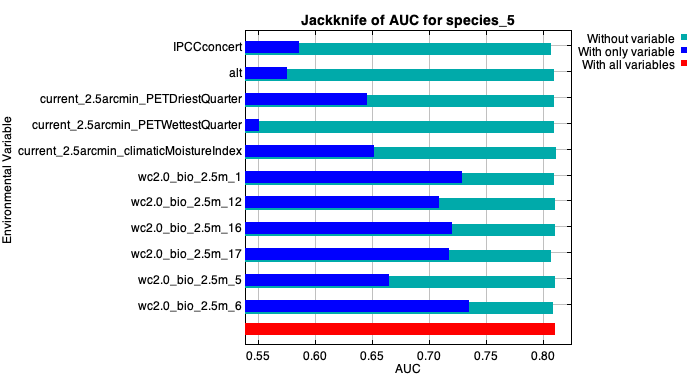 Jackknife of AUC for species_5
Without variable
With only variable
With all variables
Environmental Variable
IPCCconcert
alt
current_2.5arcmin_PETDriestQuarter
current_2.5arcmin_PETWettestQuarter
current_2.5arcmin_climaticMoistureIndex
wc2.0_bio_2.5m_1
wc2.0_bio_2.5m_12
wc2.0_bio_2.5m_16
wc2.0_bio_2.5m_17
wc2.0_bio_2.5m_5
wc2.0_bio_2.5m_6
0.55 0.60 0.65 0.70 0.75 0.80
AUC